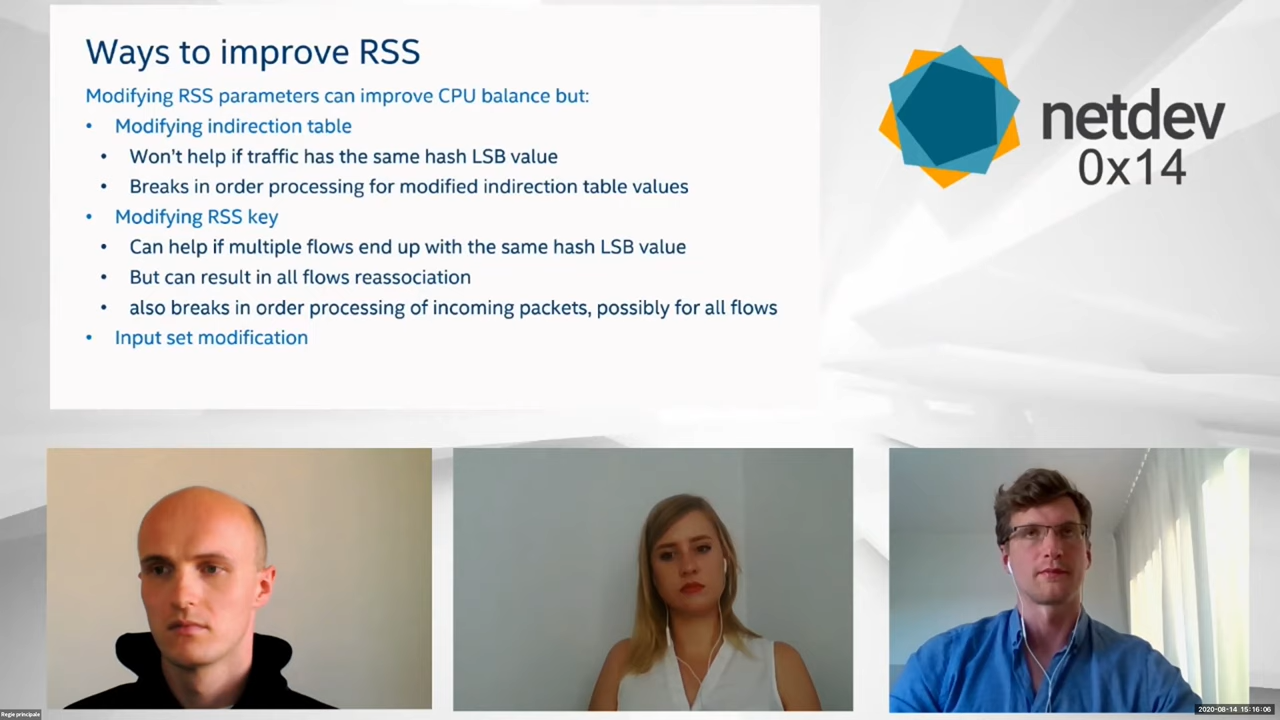 Ways to improve RSS
Modifying RSS parameters can improve CPU balance but:
• Modifying indirection table
• Won't help if traffic has the same hash LSB value
• Breaks in order processing for modified indirection table values
• Modifying RSS key
• Can help if multiple flows end up with the same hash LSB value
• But can result in all flows reassociation
• also breaks in order processing of incoming packets, possibly for all flows
• Input set modification
netdev
0x14
Regie principale
2020-08-14 15:16:06